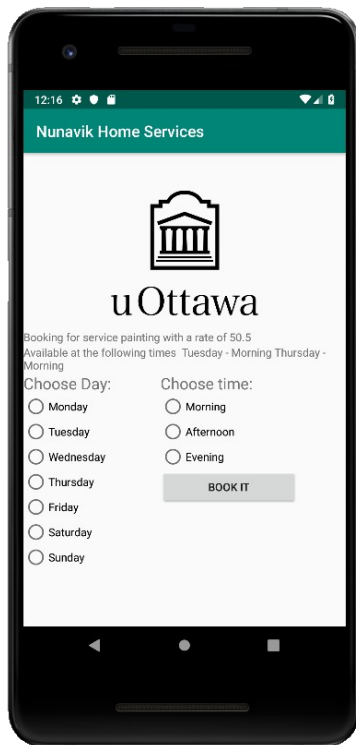 12:16
Nunavik Home Services
uOttawa
Booking for service painting with a rate of 50.5
Available at the following times Tuesday - Morning Thursday -
Morning
Choose Day:
Monday
Tuesday
Wednesday
Thursday
Friday
Saturday
Sunday
Choose time:
Morning
Afternoon
Evening
BOOK IT